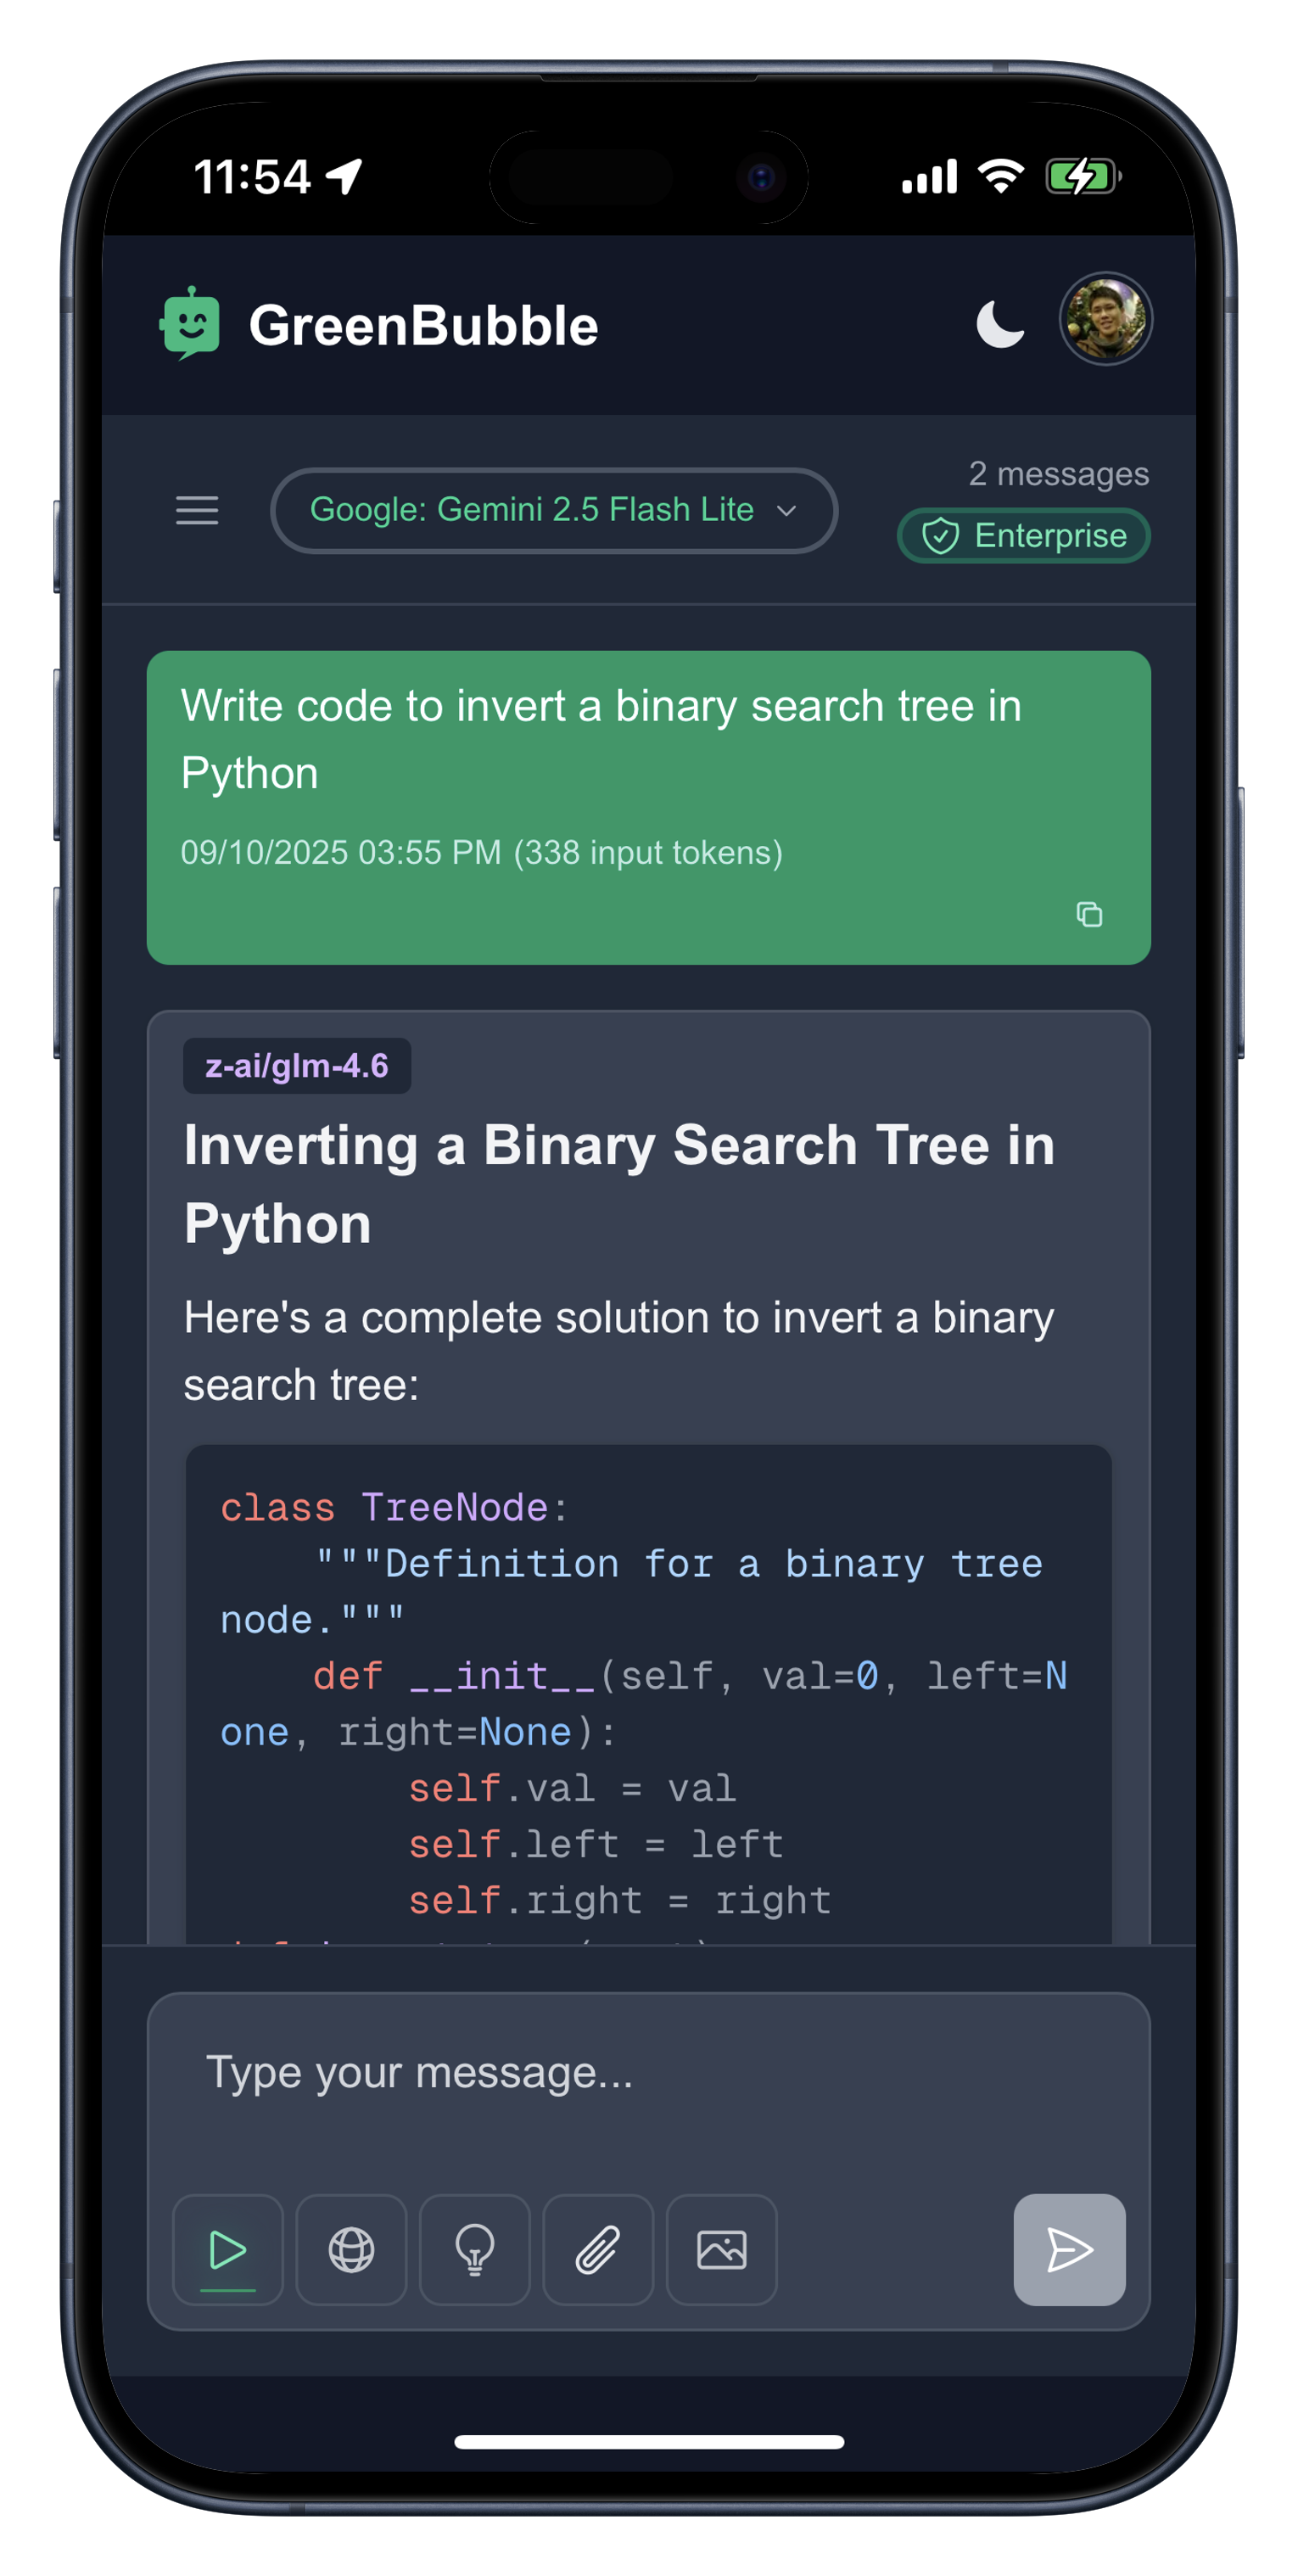 11:54
GreenBubble
Google: Gemini 2.5 Flash Lite
2 messages
Enterprise
Write code to invert a binary search tree in
Python
09/10/2025 03:55 PM (338 input tokens)
z-ai/glm-4.6
Inverting a Binary Search Tree in
Python
Here's a complete solution to invert a binary
search tree:
class TreeNode:
    """Definition for a binary tree
node."""
    def __init__(self, val=0, left=N
one, right=None):
        self.val = val
        self.left = left
        self.right = right
Type your message...